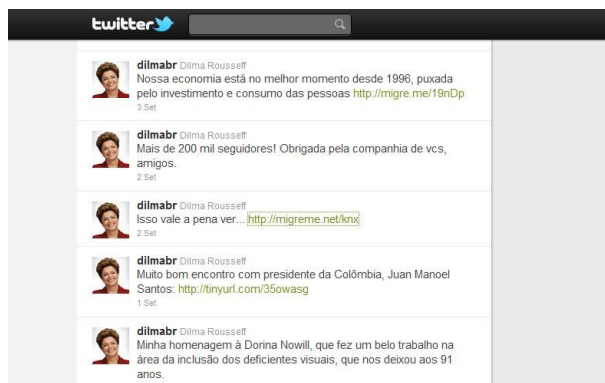 twitter
dilmabr Dilma Rousseff
Nossa economia está no melhor momento desde 1996, puxada
pelo investimento e consumo das pessoas http://migre.me/19nDp
3 Set
dilmabr Dilma Rousseff
Mais de 200 mil seguidores! Obrigada pela companhia de vcs,
amigos.
2 Set
dilmabr Dilma Rousseff
Isso vale a pena ver... http://migreme.net/knx
2 Set
dilmabr Dilma Rousseff
Muito bom encontro com presidente da Colômbia, Juan Manoel
Santos: http://tinyurl.com/35owasg
1 Set
dilmabr Dilma Rousseff
Minha homenagem à Dorina Nowill, que fez um belo trabalho na
área da inclusão dos deficientes visuais, que nos deixou aos 91
anos.